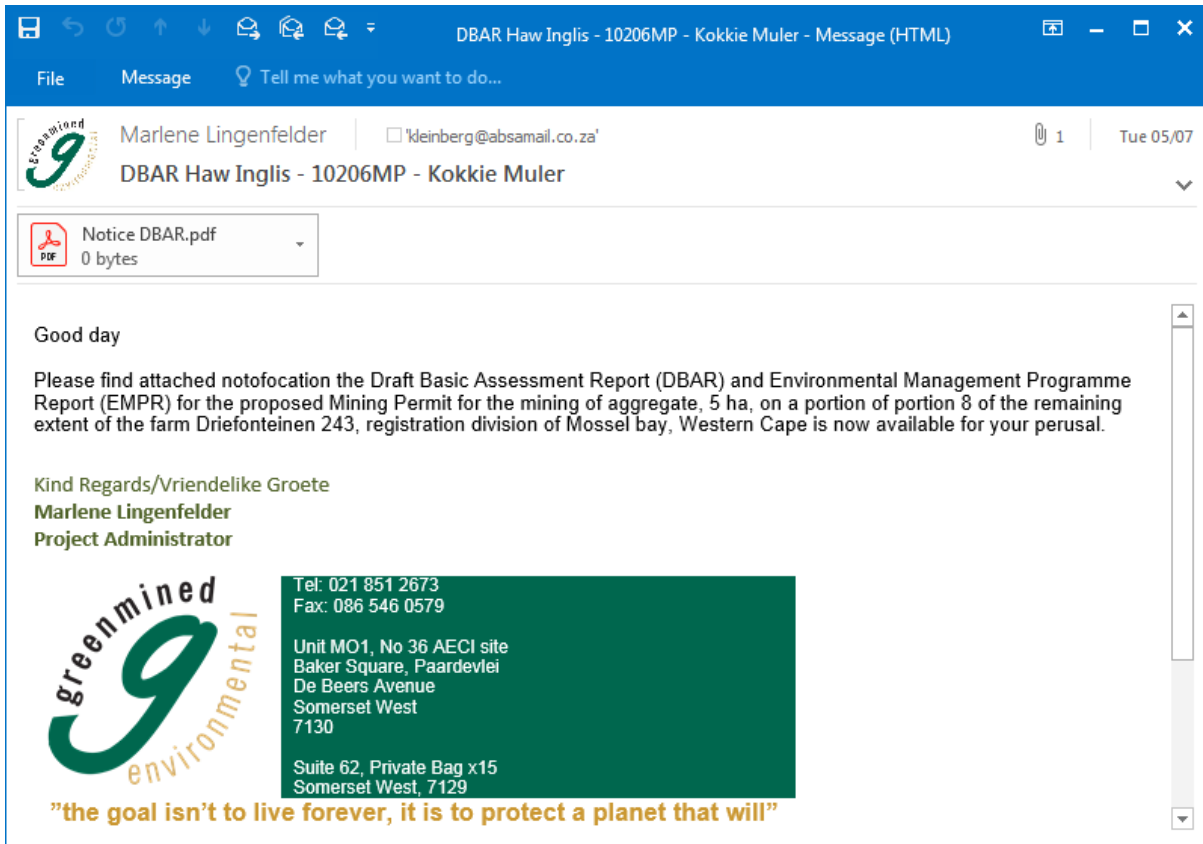 DBAR Haw Inglis - 10206MP - Kokkie Muler - Message (HTML)
File Message Tell me what you want to do...
greenmined environmental
Marlene Lingenfelder 'kleinberg@absamail.co.za' 1 Tue 05/07
DBAR Haw Inglis - 10206MP - Kokkie Muler
PDF
Notice DBAR.pdf
0 bytes
Good day
Please find attached notofocation the Draft Basic Assessment Report (DBAR) and Environmental Management Programme
Report (EMPR) for the proposed Mining Permit for the mining of aggregate, 5 ha, on a portion of portion 8 of the remaining
extent of the farm Driefonteinen 243, registration division of Mossel bay, Western Cape is now available for your perusal.
Kind Regards/Vriendelike Groete
Marlene Lingenfelder
Project Administrator
greenmined environmental
Tel: 021 851 2673
Fax: 086 546 0579
Unit MO1, No 36 AECI site
Baker Square, Paardevlei
De Beers Avenue
Somerset West
7130
Suite 62, Private Bag x15
Somerset West, 7129
"the goal isn't to live forever, it is to protect a planet that will"